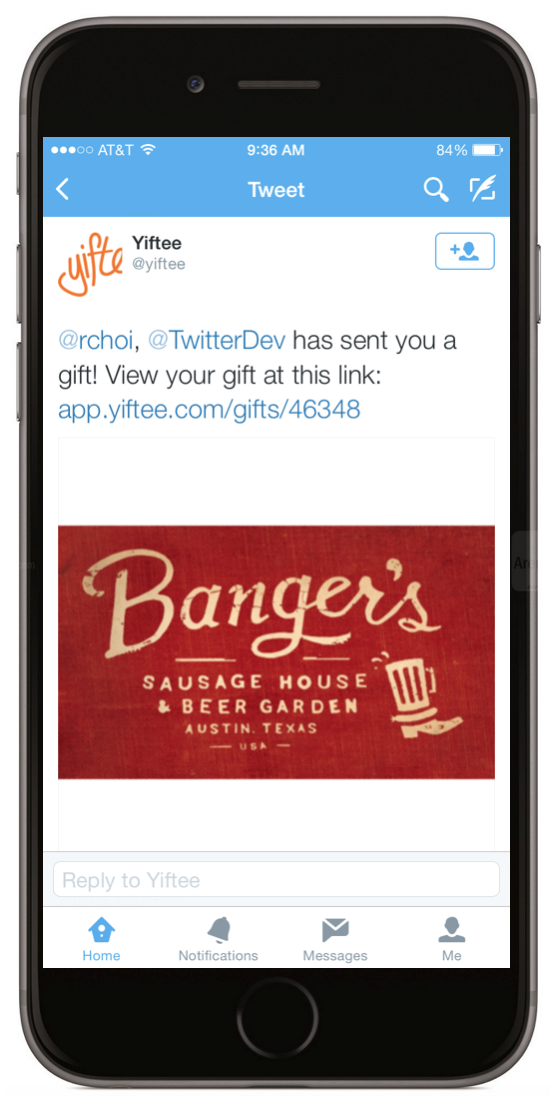 AT&T 9:36 AM 84%
Tweet
yifte
Yiftee
@yiftee
@rchoi, @TwitterDev has sent you a
gift! View your gift at this link:
app.yiftee.com/gifts/46348
Banger's
SAUSAGE HOUSE
& BEER GARDEN
AUSTIN, TEXAS
USA
Reply to Yiftee
Home Notifications Messages Me